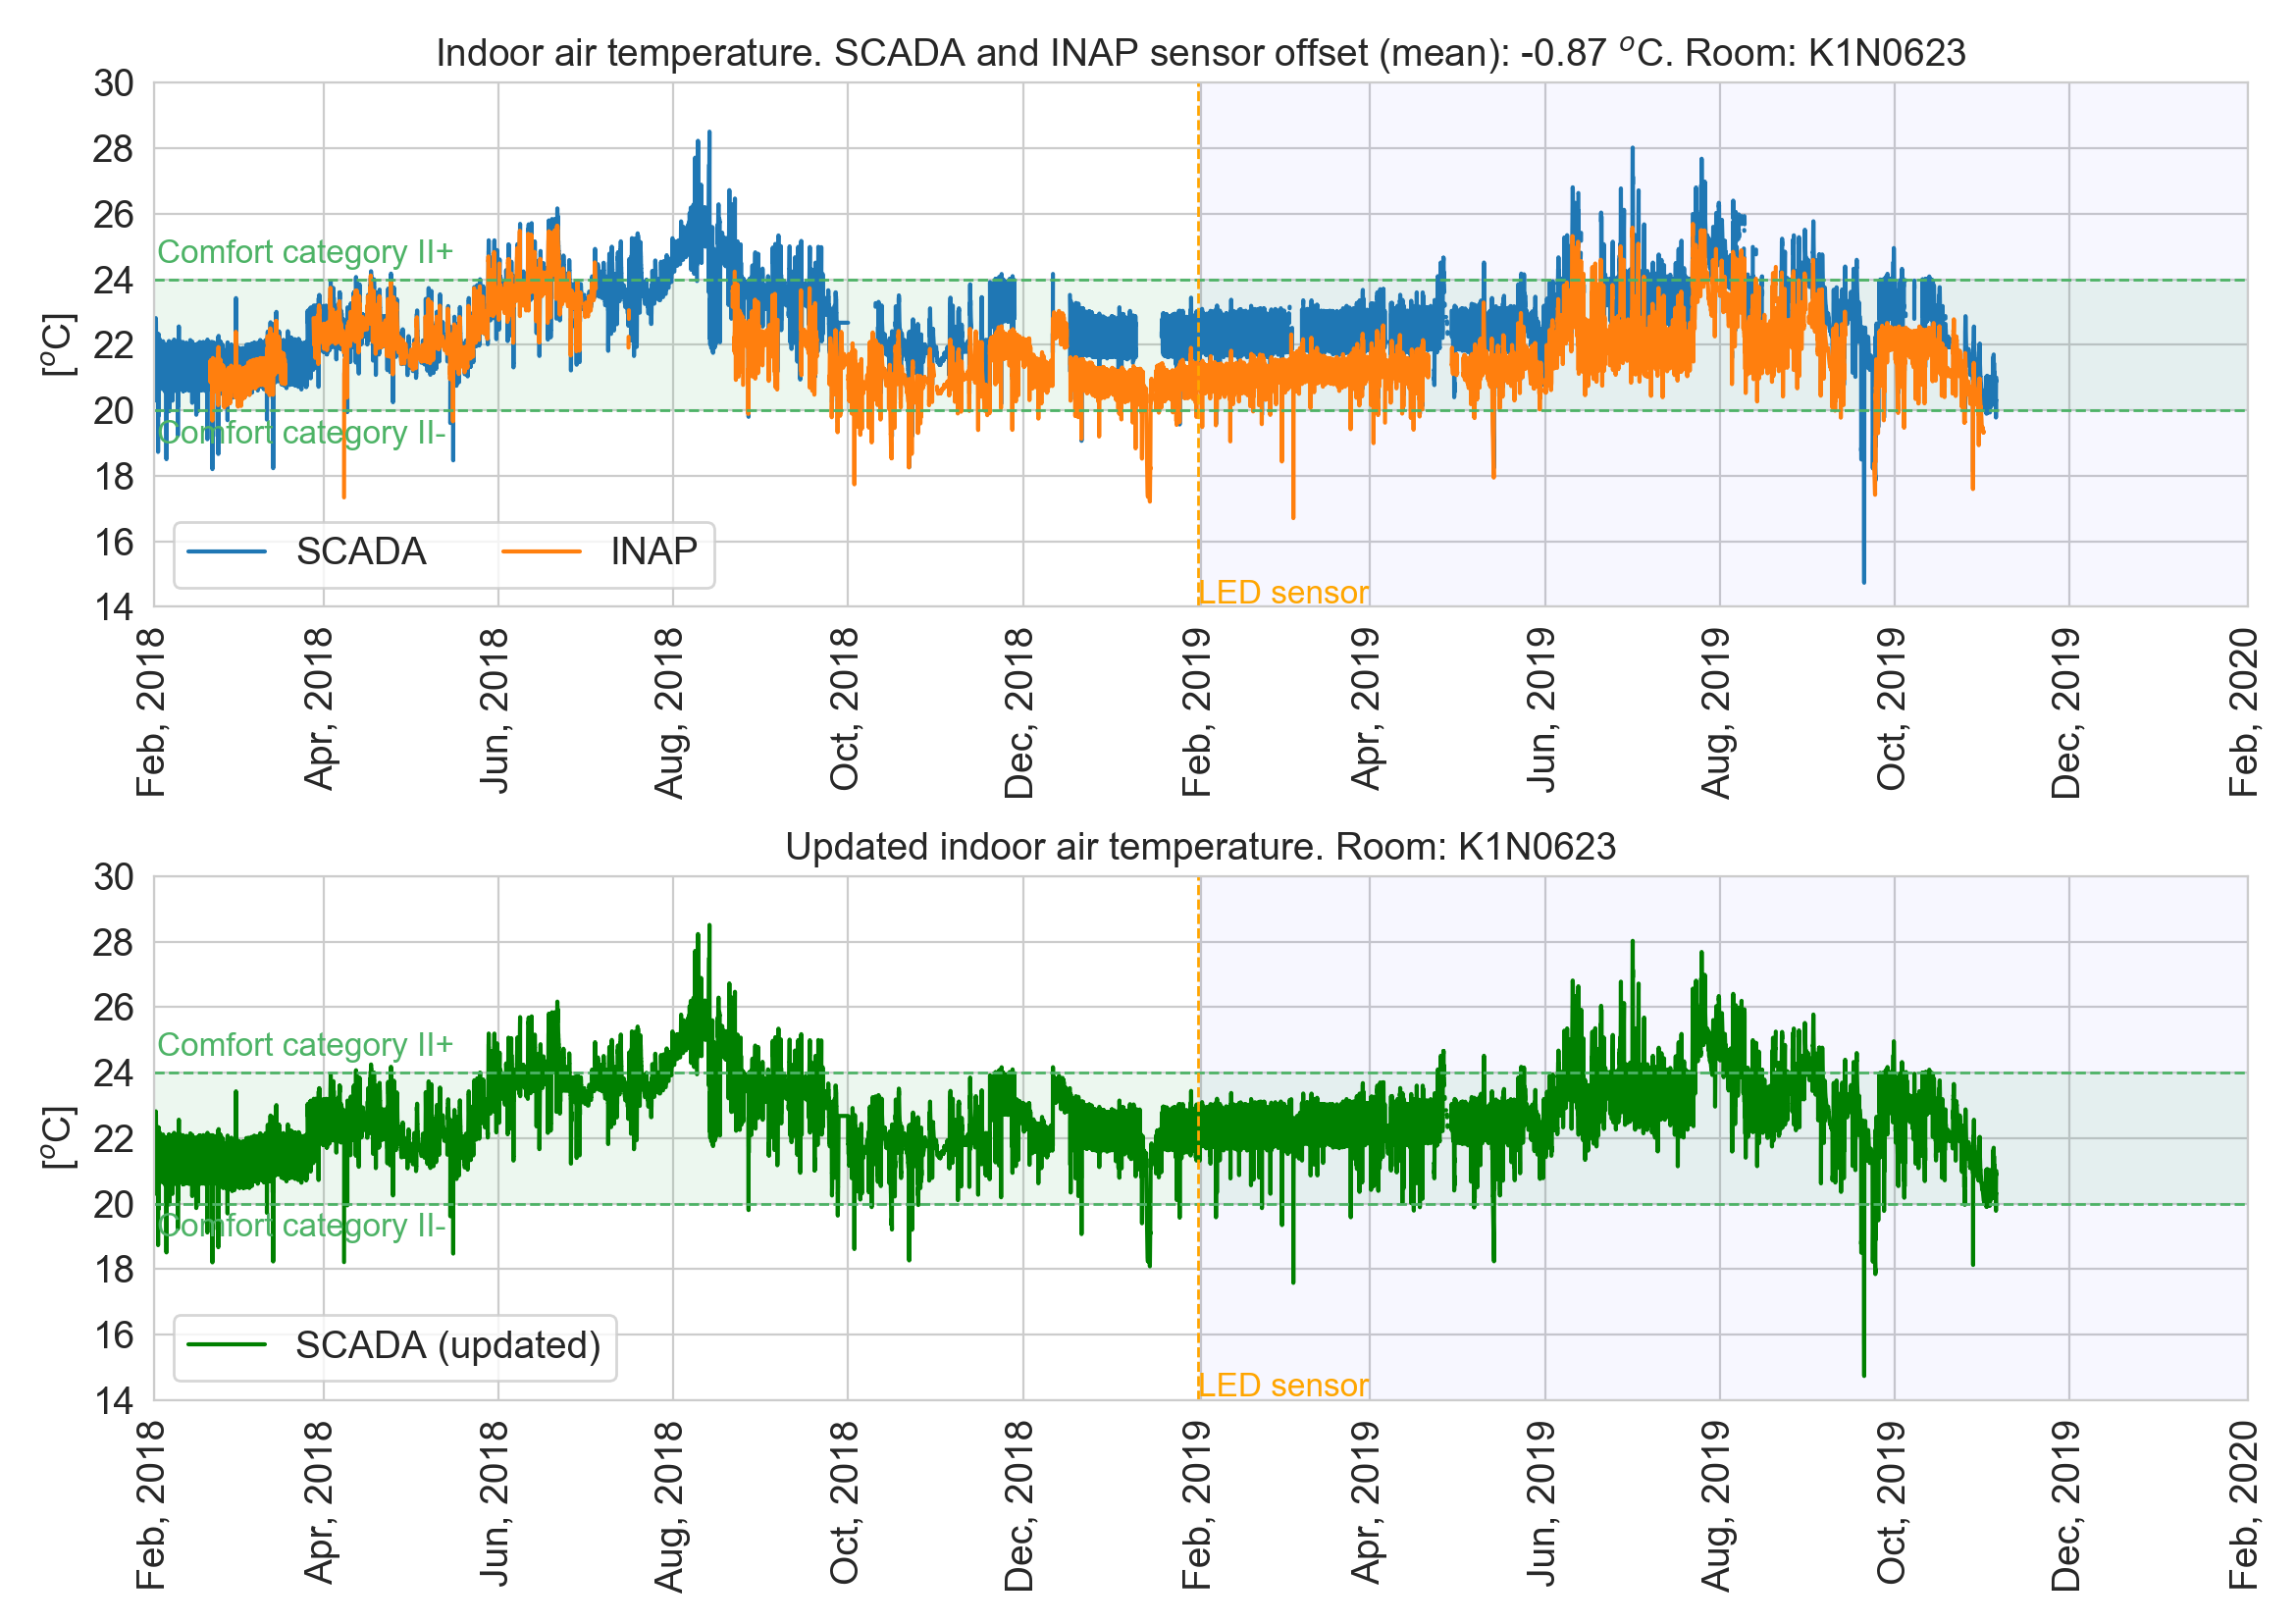 Indoor air temperature. SCADA and INAP sensor offset (mean): -0.87 °C. Room: K1N0623
30
28
26
24
22
20
18
16
14
[°C]
Comfort category II+
Comfort category II-
SCADA INAP
LED sensor
Feb, 2018 Apr, 2018 Jun, 2018 Aug, 2018 Oct, 2018 Dec, 2018 Feb, 2019 Apr, 2019 Jun, 2019 Aug, 2019 Oct, 2019 Dec, 2019 Feb, 2020
Updated indoor air temperature. Room: K1N0623
30
28
26
24
22
20
18
16
14
[°C]
Comfort category II+
Comfort category II-
SCADA (updated)
LED sensor
Feb, 2018 Apr, 2018 Jun, 2018 Aug, 2018 Oct, 2018 Dec, 2018 Feb, 2019 Apr, 2019 Jun, 2019 Aug, 2019 Oct, 2019 Dec, 2019 Feb, 2020